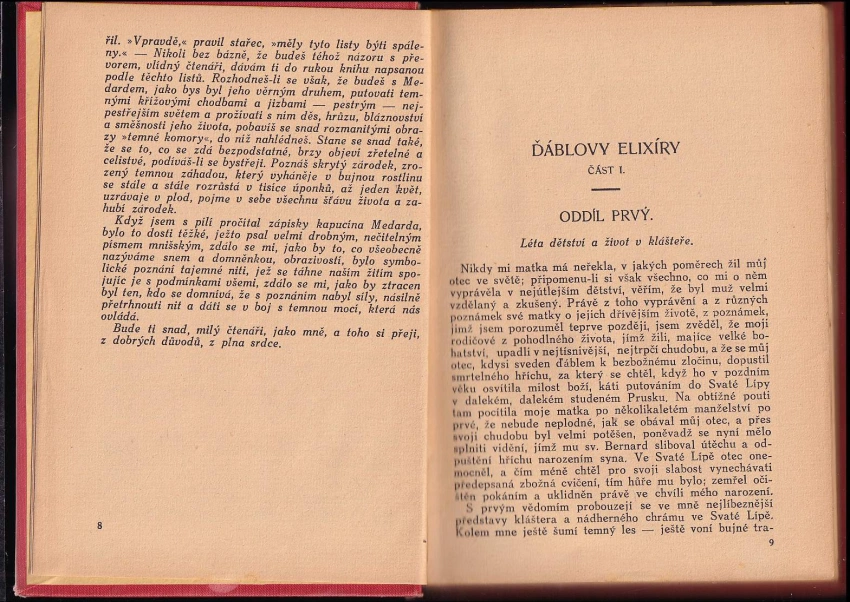 řil. »Vpravdě,« pravil stařec, »měly tyto listy býti spále-
ny.« — Nikoli bez bázně, že budeš téhož názoru s pře-
vorem, vlídný čtenáři, dávám ti do rukou knihu napsanou
podle těchto listů. Rozhodneš-li se však, že budeš s Me-
dardem, jako bys byl jeho věrným druhem, putovati tem-
nými křížovými chodbami a jizbami — pestrým — nej-
pestřejším světem a prožívati s ním děs, hrůzu, bláznovství
a směšnosti jeho života, pobavíš se snad rozmanitými obra-
zy »temné komory«, do níž nahlédneš. Stane se snad také,
že se to, co se zdá bezpodstatné, brzy objeví zřetelné a
celistvé, podíváš-li se bystřeji. Poznáš skrytý zárodek, zro-
zený temnou záhadou, který vyháněje v bujnou rostlinu
se stále a stále rozrůstá v tisíce úponků, až jeden květ,
uzrávaje v plod, pojme v sebe všechnu šťávu života a za-
hubí zárodek.
Když jsem s pílí pročítal zápisky kapucína Medarda,
bylo to dosti těžké, ježto psal velmi drobným, nečitelným
písmem mnišským, zdálo se mi, jako by to, co všeobecně
nazýváme snem a domněnkou, obrazivostí, bylo symbo-
lické poznání tajemné niti, jež se táhne naším žitím spo-
jujíc je s podmínkami všemi, zdálo se mi, jako by ztracen
byl ten, kdo se domnívá, že s poznáním nabyl síly, násilně
přetrhnouti nit a dáti se v boj s temnou mocí, která nás
ovládá.
Bude ti snad, milý čtenáři, jako mně, a toho si přeji,
z dobrých důvodů, z plna srdce.
8
ĎÁBLOVY ELIXÍRY
ČÁST I.
ODDÍL PRVÝ.
Léta dětství a život v klášteře.
Nikdy mi matka má neřekla, v jakých poměrech žil můj
otec ve světě; připomenu-li si však všechno, co mi o něm
vyprávěla v nejútlejším dětství, věřím, že byl muž velmi
vzdělaný a zkušený. Právě z toho vyprávění a z různých
poznámek své matky o jejích dřívějším životě, z poznámek,
jimž jsem porozuměl teprve později, jsem zvěděl, že moji
rodičové z pohodlného života, jímž žili, majíce velké bo-
hatství, upadli v nejtísnivější, nejtrpčí chudobu, a že se můj
otec, kdysi sveden ďáblem k bezbožnému zločinu, dopustil
smrtelného hříchu, za který se chtěl, když ho v pozdním
věku osvítila milost boží, káti putováním do Svaté Lípy
v dalekém, dalekém studeném Prusku. Na obtížné pouti
tam pocítila moje matka po několikaletém manželství po
prvé, že nebude neplodné, jak se obával můj otec, a přes
svoji chudobu byl velmi potěšen, poněvadž se nyní mělo
splniti vidění, jímž mu sv. Bernard sliboval útěchu a od-
puštění hříchu narozením syna. Ve Svaté Lípě otec one-
mocněl, a čím méně chtěl pro svoji slabost vynechávati
předepsaná zbožná cvičení, tím hůře mu bylo; zemřel oči-
štěn pokáním a uklidněn právě ve chvíli mého narození.
S prvým vědomím probouzejí se ve mně nejlíbeznější
představy kláštera a nádherného chrámu ve Svaté Lípě.
Kolem mne ještě šumí temný les — ještě voní bujné tra-
9